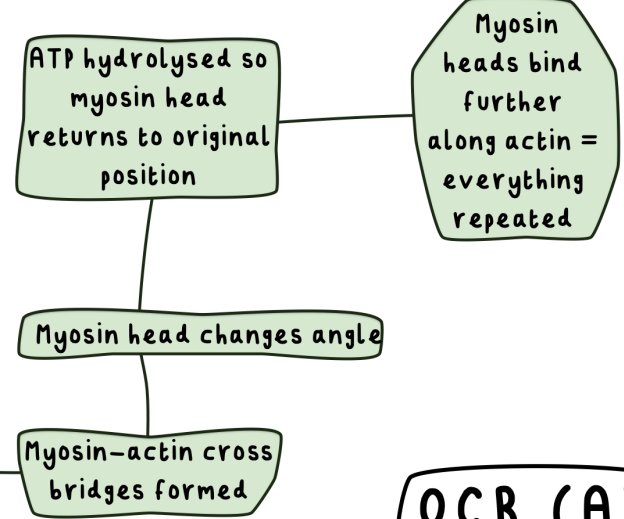 ATP hydrolysed so
myosin head
returns to original
position
Myosin
heads bind
further
along actin =
everything
repeated
Myosin head changes angle
Myosin-actin cross
bridges formed
OCR (A